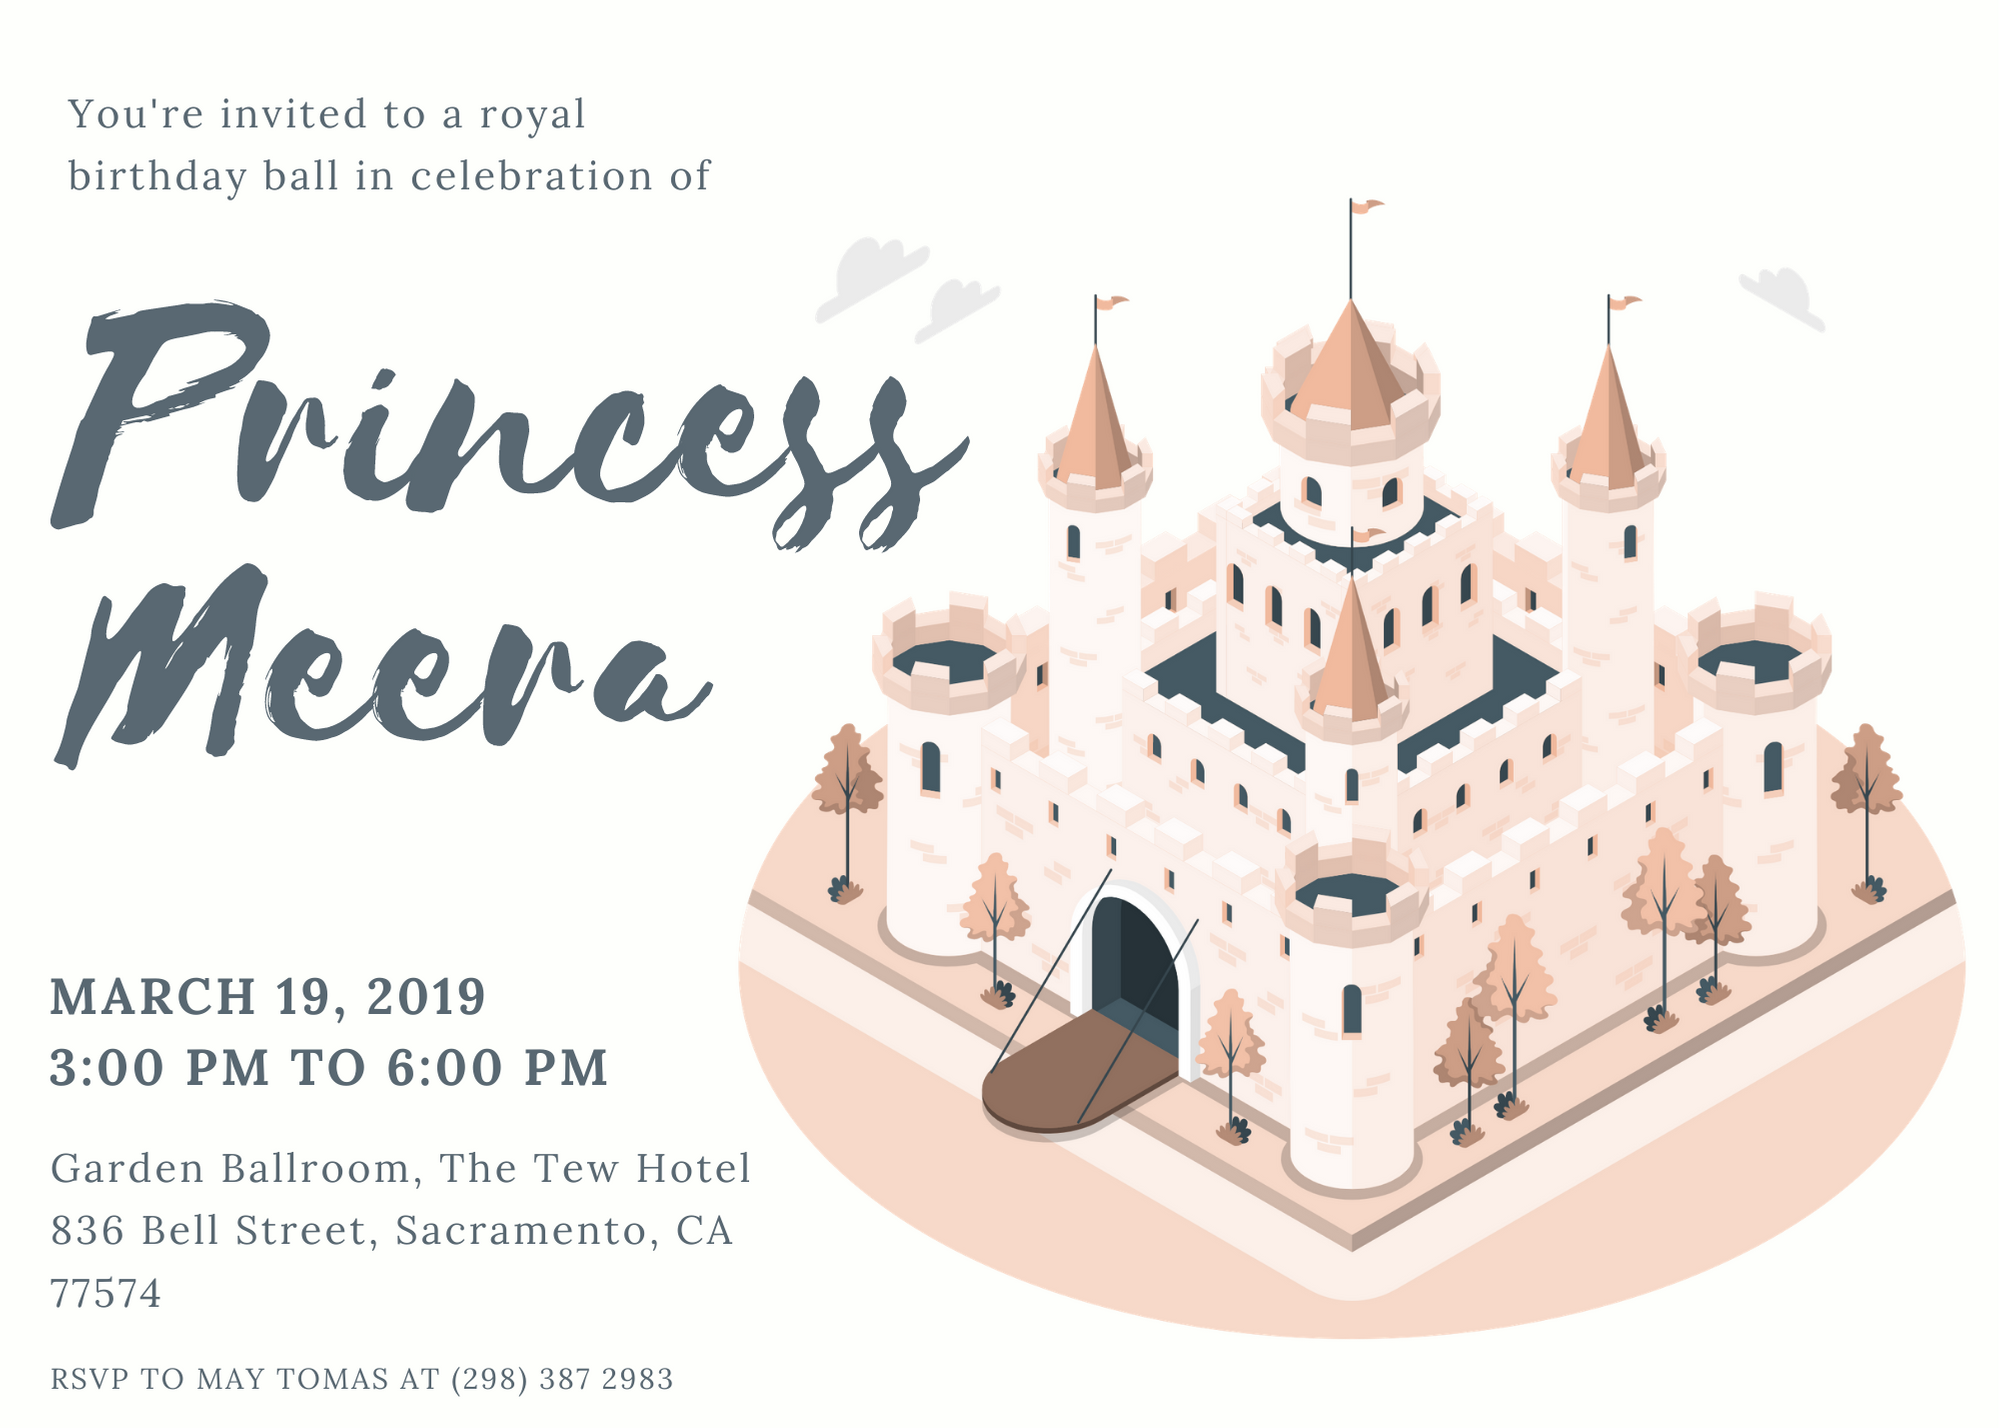 You're invited to a royal
birthday ball in celebration of
Princess
Meera
MARCH 19, 2019
3:00 PM TO 6:00 PM
Garden Ballroom, The Tew Hotel
836 Bell Street, Sacramento, CA
77574
RSVP TO MAY TOMAS AT (298) 387 2983